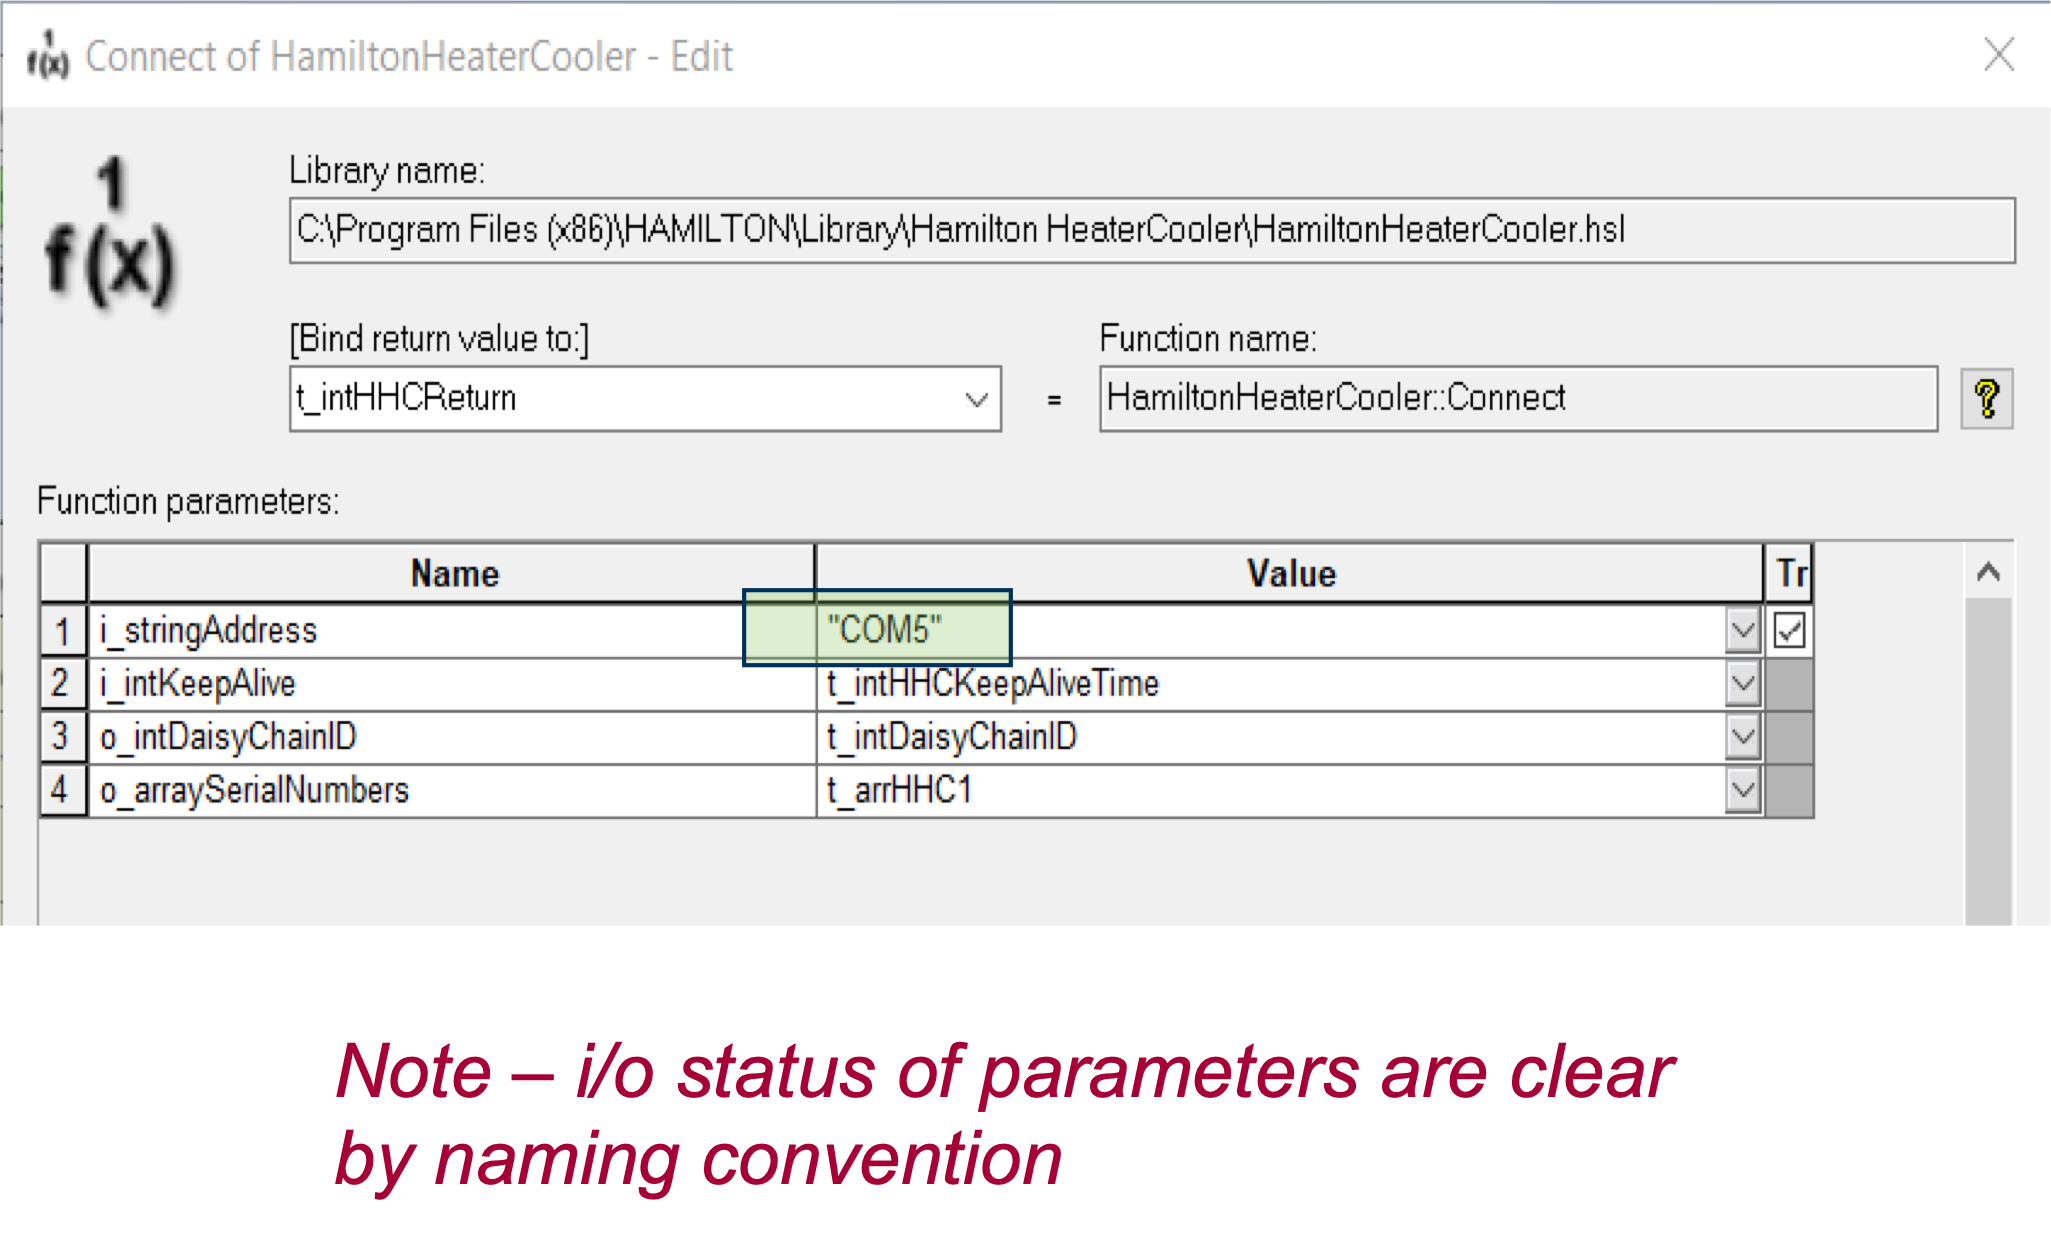 1
f(x) Connect of HamiltonHeaterCooler - Edit
1
f(x)
Library name:
C:\Program Files (x86)\HAMILTON\Library\Hamilton HeaterCooler\HamiltonHeaterCooler.hsl
[Bind return value to:] Function name:
t_intHHCReturn = HamiltonHeaterCooler::Connect ?
Function parameters:
Name Value Tr
1 i_stringAddress "COM5"
2 i_intKeepAlive t_intHHCKeepAliveTime
3 o_intDaisyChainID t_intDaisyChainID
4 o_arraySerialNumbers t_arrHHC1
Note – i/o status of parameters are clear
by naming convention